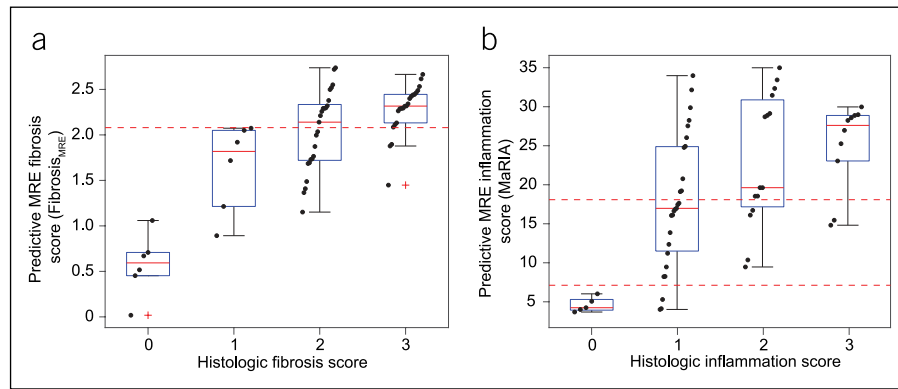 a
Predictive MRE fibrosis
score (Fibrosis MRE)
2.5
2.0
1.5
1.0
0.5
0
0 1 2 3
Histologic fibrosis score
b
Predictive MRE inflammation
score (MaRIA)
35
30
25
20
15
10
5
0 1 2 3
Histologic inflammation score